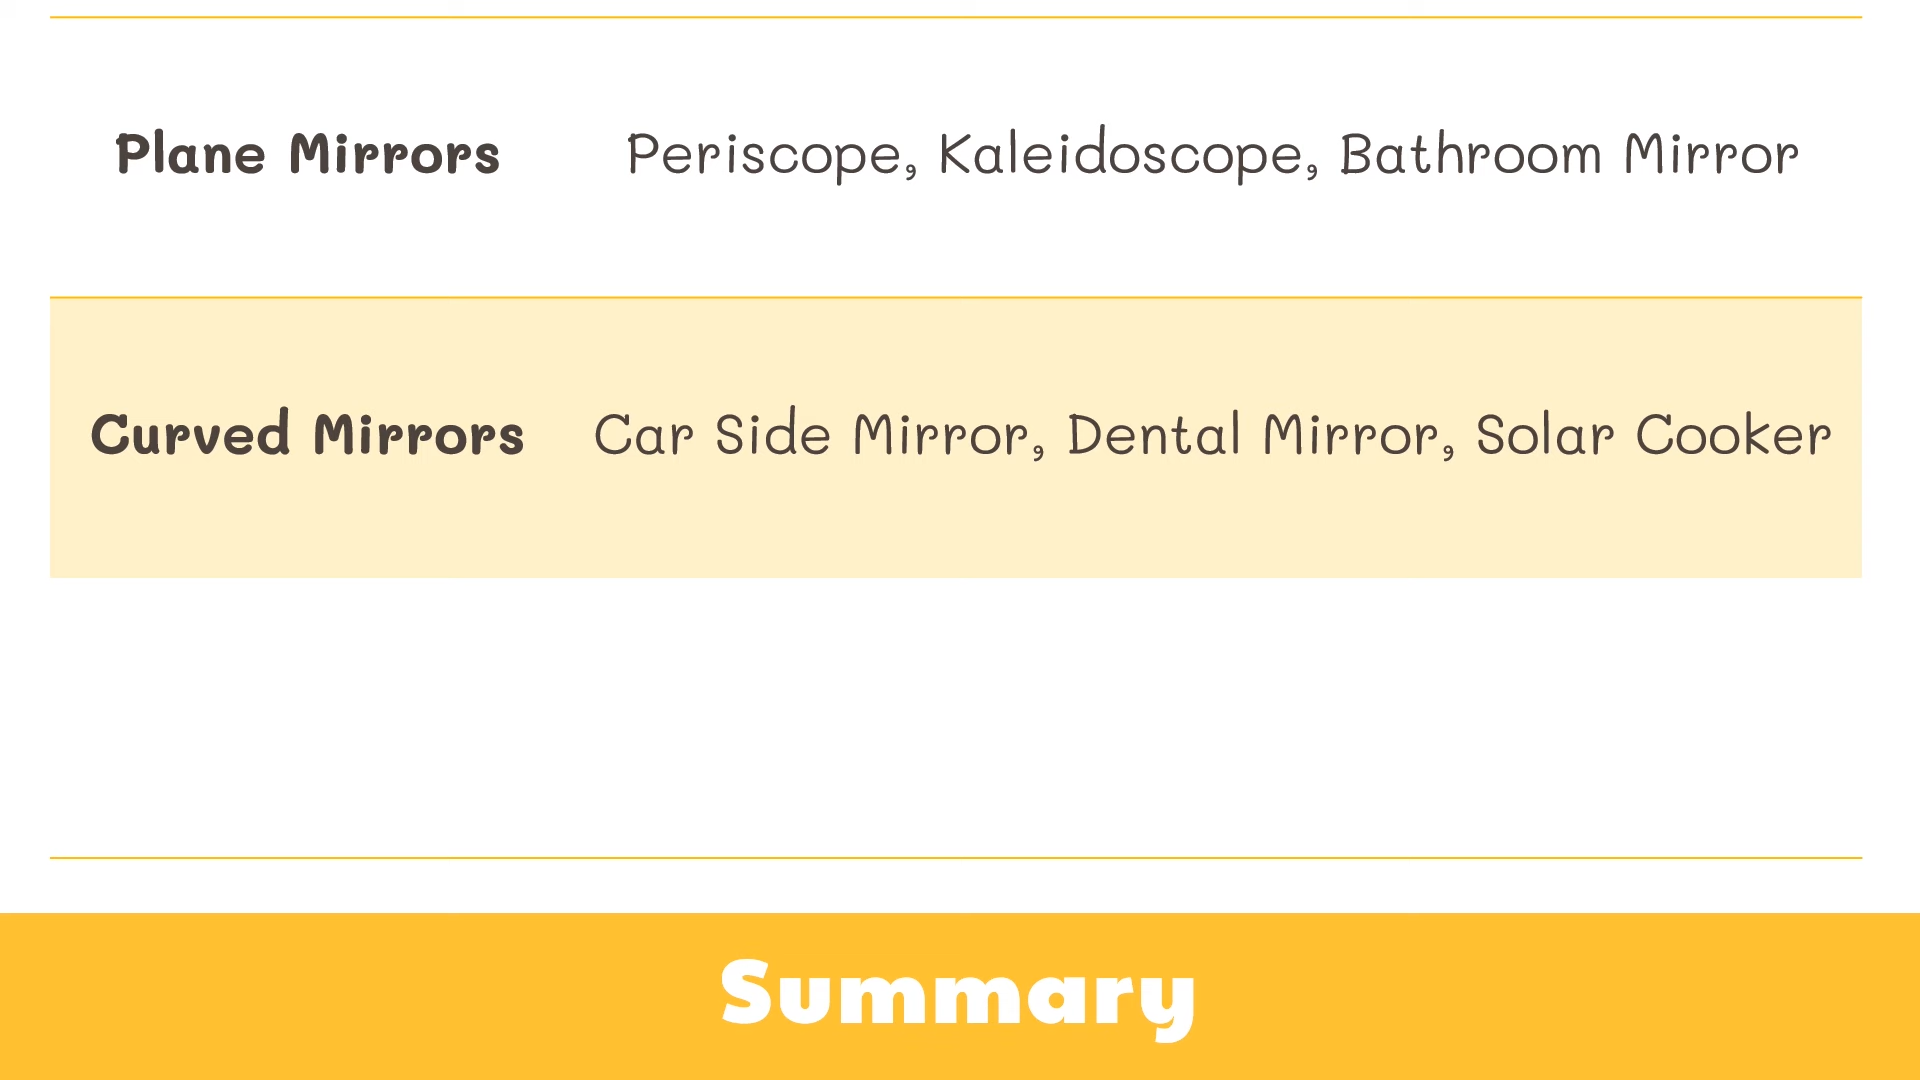 Plane Mirrors Periscope, Kaleidoscope, Bathroom Mirror
Curved Mirrors Car Side Mirror, Dental Mirror, Solar Cooker
Summary